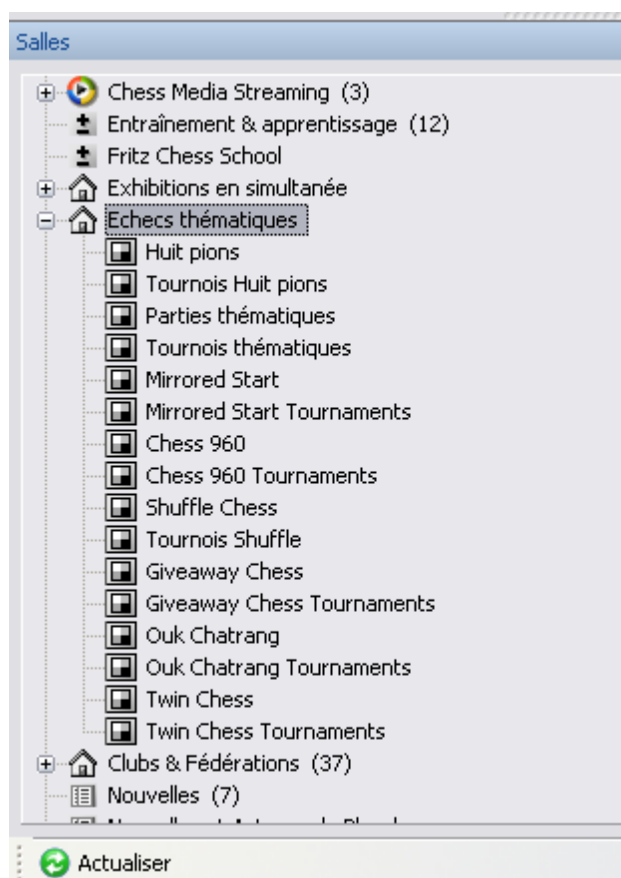 Salles
Chess Media Streaming (3)
Entraînement & apprentissage (12)
Fritz Chess School
Exhibitions en simultanée
Echecs thématiques
Huit pions
Tournois Huit pions
Parties thématiques
Tournois thématiques
Mirrored Start
Mirrored Start Tournaments
Chess 960
Chess 960 Tournaments
Shuffle Chess
Tournois Shuffle
Giveaway Chess
Giveaway Chess Tournaments
Ouk Chatrang
Ouk Chatrang Tournaments
Twin Chess
Twin Chess Tournaments
Clubs & Fédérations (37)
Nouvelles (7)
Actualiser